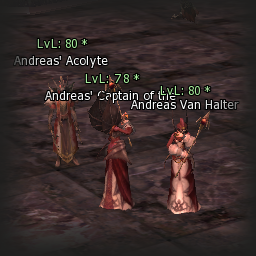 LvL: 80 *
Andreas' Acolyte
LvL: 78 *
Andreas' Captain of the
LvL: 80 *
Andreas Van Halter